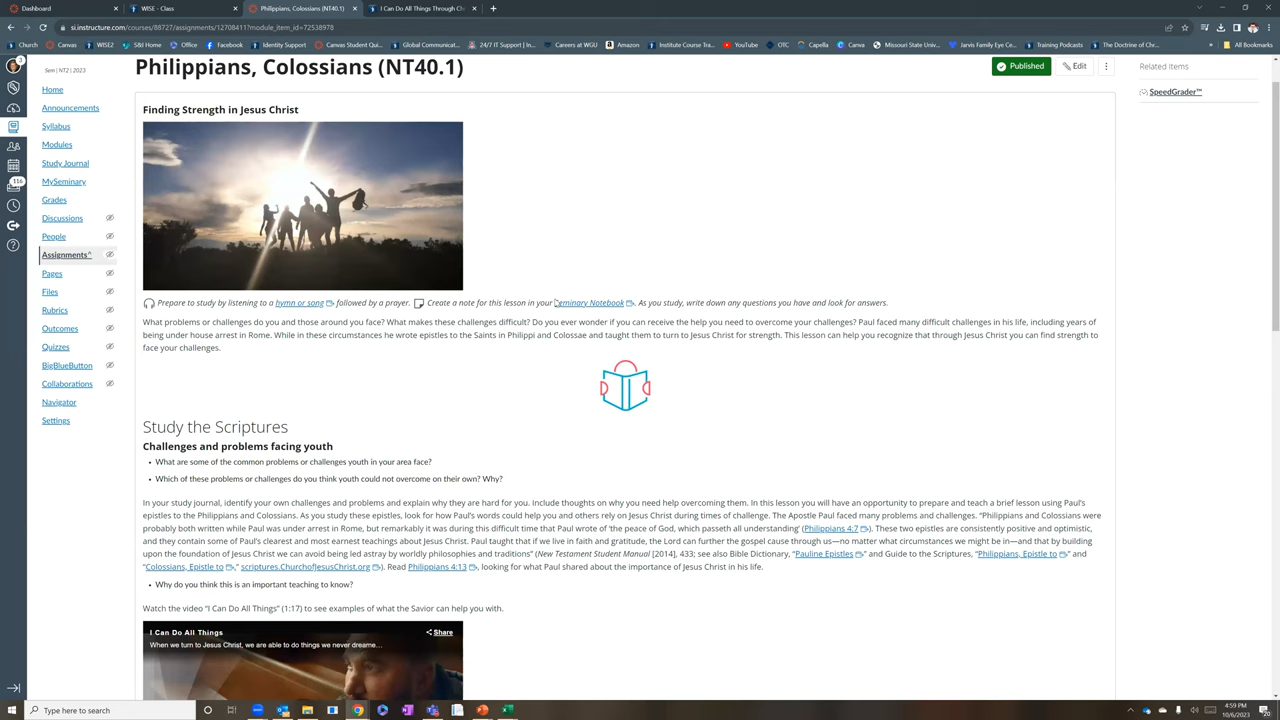 Dashboard
WISE - Class
Philippians, Colossians (NT40.1)
I Can Do All Things Through Ch
si.instructure.com/courses/88727/assignments/12708411?module_item_id=72538978
Church
Canvas
WISE2
S&I Home
Office
Facebook
Identity Support
Canvas Student Qui...
Global Communicat...
24/7 IT Support | In...
Careers at WGU
Amazon
Institute Course Tra...
YouTube
OTC
Capella
Canva
Missouri State Univ...
Jarvis Family Eye Ce...
Training Podcasts
The Doctrine of Chr...
»
All Bookmarks
3
116
Sem | NT2 | 2023
Home
Announcements
Syllabus
Modules
Study Journal
MySeminary
Grades
Discussions
People
Assignments^
Pages
Files
Rubrics
Outcomes
Quizzes
BigBlueButton
Collaborations
Navigator
Settings
Philippians, Colossians (NT40.1)
Published
Edit
Related Items
SpeedGrader™
Finding Strength in Jesus Christ
Prepare to study by listening to a hymn or song followed by a prayer. Create a note for this lesson in your Seminary Notebook . As you study, write down any questions you have and look for answers.
What problems or challenges do you and those around you face? What makes these challenges difficult? Do you ever wonder if you can receive the help you need to overcome your challenges? Paul faced many difficult challenges in his life, including years of
being under house arrest in Rome. While in these circumstances he wrote epistles to the Saints in Philippi and Colossae and taught them to turn to Jesus Christ for strength. This lesson can help you recognize that through Jesus Christ you can find strength to
face your challenges.
Study the Scriptures
Challenges and problems facing youth
• What are some of the common problems or challenges youth in your area face?
• Which of these problems or challenges do you think youth could not overcome on their own? Why?
In your study journal, identify your own challenges and problems and explain why they are hard for you. Include thoughts on why you need help overcoming them. In this lesson you will have an opportunity to prepare and teach a brief lesson using Paul's
epistles to the Philippians and Colossians. As you study these epistles, look for how Paul's words could help you and others rely on Jesus Christ during times of challenge. The Apostle Paul faced many problems and challenges. "Philippians and Colossians were
probably both written while Paul was under arrest in Rome, but remarkably it was during this difficult time that Paul wrote of 'the peace of God, which passeth all understanding' (Philippians 4:7 ). These two epistles are consistently positive and optimistic,
and they contain some of Paul's clearest and most earnest teachings about Jesus Christ. Paul taught that if we live in faith and gratitude, the Lord can further the gospel cause through us—no matter what circumstances we might be in—and that by building
upon the foundation of Jesus Christ we can avoid being led astray by worldly philosophies and traditions" (New Testament Student Manual [2014], 433; see also Bible Dictionary, "Pauline Epistles " and Guide to the Scriptures, "Philippians, Epistle to " and
"Colossians, Epistle to ," scriptures.ChurchofJesusChrist.org ). Read Philippians 4:13 , looking for what Paul shared about the importance of Jesus Christ in his life.
• Why do you think this is an important teaching to know?
Watch the video "I Can Do All Things" (1:17) to see examples of what the Savior can help you with.
I Can Do All Things
Share
When we turn to Jesus Christ, we are able to do things we never dreame...
Type here to search
4:59 PM
10/6/2023
20